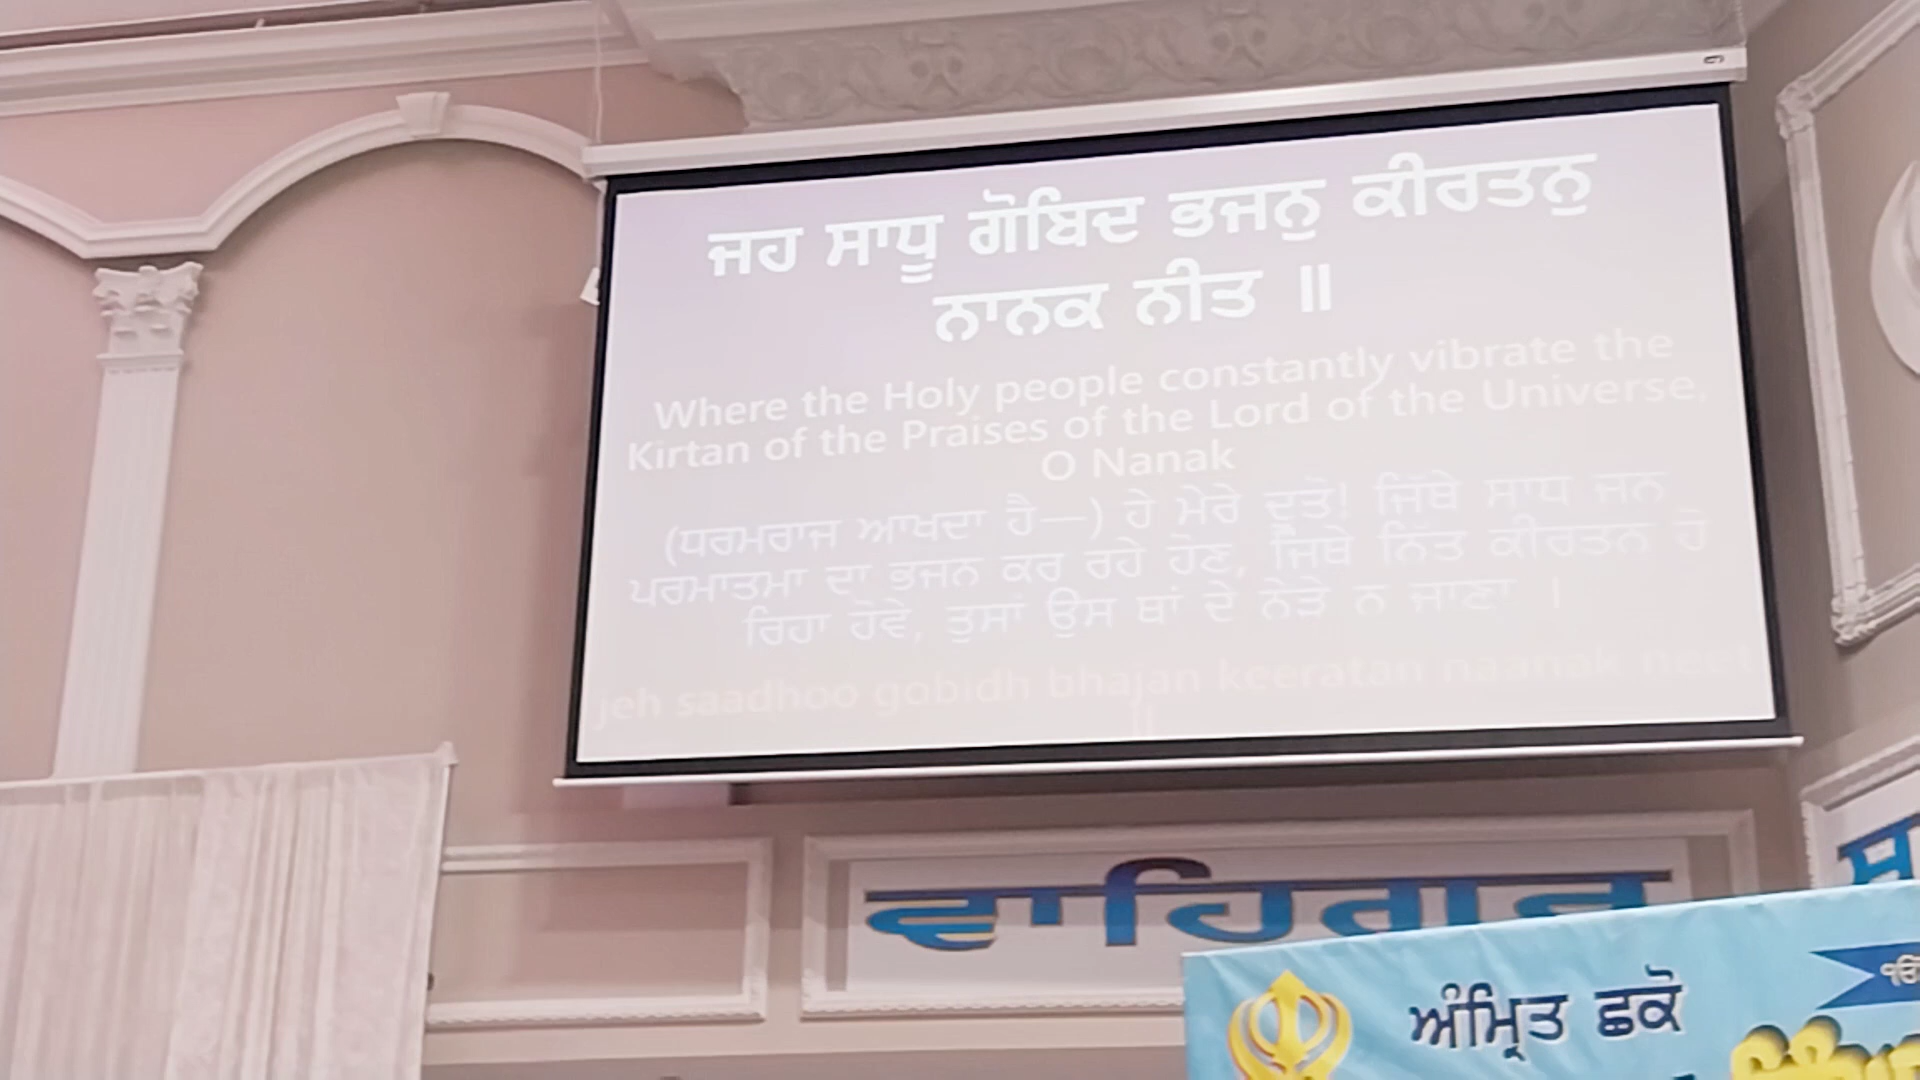 ਜਹ ਸਾਧੂ ਗੋਬਿਦ ਭਜਨੁ ਕੀਰਤਨੁ
ਨਾਨਕ ਨੀਤ ॥
Where the Holy people constantly vibrate the
Kirtan of the Praises of the Lord of the Universe,
O Nanak
(ਧਰਮਰਾਜ ਆਖਦਾ ਹੈ—) ਹੇ ਮੇਰੇ ਦੂਤੋ! ਜਿੱਥੇ ਸਾਧ ਜਨ
ਪਰਮਾਤਮਾ ਦਾ ਭਜਨ ਕਰ ਰਹੇ ਹੋਣ, ਜਿਥੇ ਨਿੱਤ ਕੀਰਤਨ ਹੋ
ਰਿਹਾ ਹੋਵੇ, ਤੁਸਾਂ ਉਸ ਥਾਂ ਦੇ ਨੇੜੇ ਨ ਜਾਣਾ ।
jeh saadhoo gobidh bhajan keeratan naanak neet
||
ਵਾਹਿਗੁਰੂ
ਅੰਮ੍ਰਿਤ ਛਕੋ